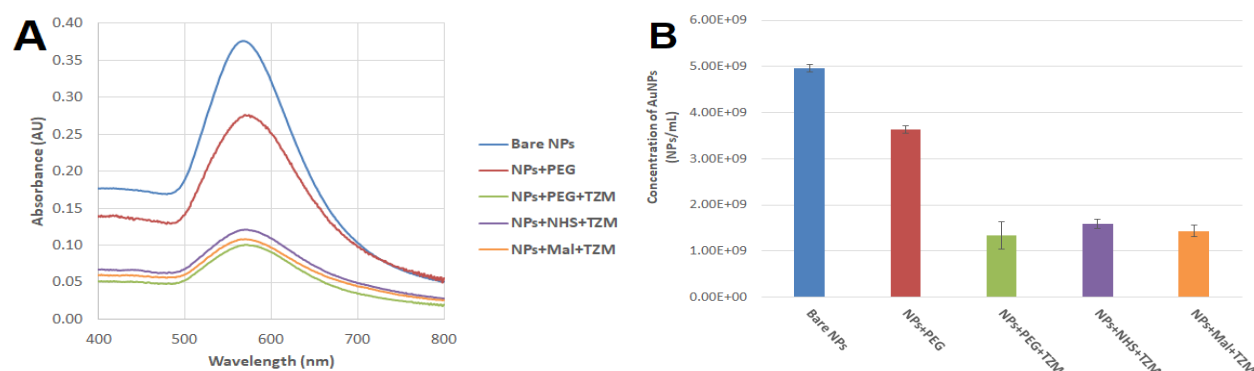 A
0.40
0.35
0.30
0.25
0.20
0.15
0.10
0.05
0.00
Absorbance (AU)
400 500 600 700 800
Wavelength (nm)
Bare NPs
NPs+PEG
NPs+PEG+TZM
NPs+NHS+TZM
NPs+Mal+TZM
B
6.00E+09
5.00E+09
4.00E+09
3.00E+09
2.00E+09
1.00E+09
0.00E+00
Concentration of AuNPs
(NPs/mL)
Bare NPs
NPs+PEG
NPs+PEG+TZM
NPs+NHS+TZM
NPs+Mal+TZM